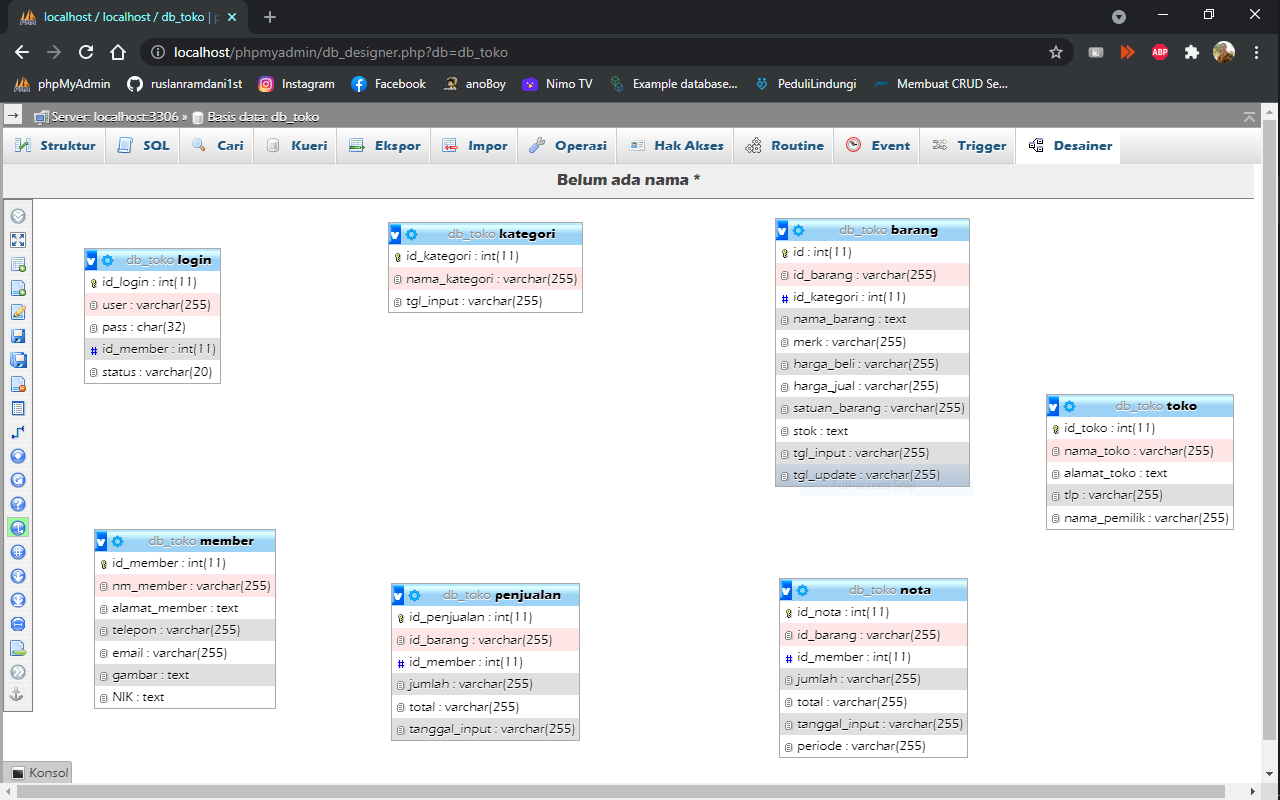 localhost / localhost / db_toko | p
localhost/phpmyadmin/db_designer.php?db=db_toko
ABP
phpMyAdmin ruslanramdani1st Instagram Facebook anoBoy Nimo TV Example database... PeduliLindungi Membuat CRUD Se...
Server: localhost:3306 » Basis data: db_toko
Struktur SQL Cari Kueri Ekspor Impor Operasi Hak Akses Routine Event Trigger Desainer
Belum ada nama *
db_toko login
id_login : int(11)
user : varchar(255)
pass : char(32)
id_member : int(11)
status : varchar(20)
db_toko kategori
id_kategori : int(11)
nama_kategori : varchar(255)
tgl_input : varchar(255)
db_toko barang
id : int(11)
id_barang : varchar(255)
id_kategori : int(11)
nama_barang : text
merk : varchar(255)
harga_beli : varchar(255)
harga_jual : varchar(255)
satuan_barang : varchar(255)
stok : text
tgl_input : varchar(255)
tgl_update : varchar(255)
Full-screen Snip
db_toko toko
id_toko : int(11)
nama_toko : varchar(255)
alamat_toko : text
tlp : varchar(255)
nama_pemilik : varchar(255)
db_toko member
id_member : int(11)
nm_member : varchar(255)
alamat_member : text
telepon : varchar(255)
email : varchar(255)
gambar : text
NIK : text
db_toko penjualan
id_penjualan : int(11)
id_barang : varchar(255)
id_member : int(11)
jumlah : varchar(255)
total : varchar(255)
tanggal_input : varchar(255)
db_toko nota
id_nota : int(11)
id_barang : varchar(255)
id_member : int(11)
jumlah : varchar(255)
total : varchar(255)
tanggal_input : varchar(255)
periode : varchar(255)
Konsol